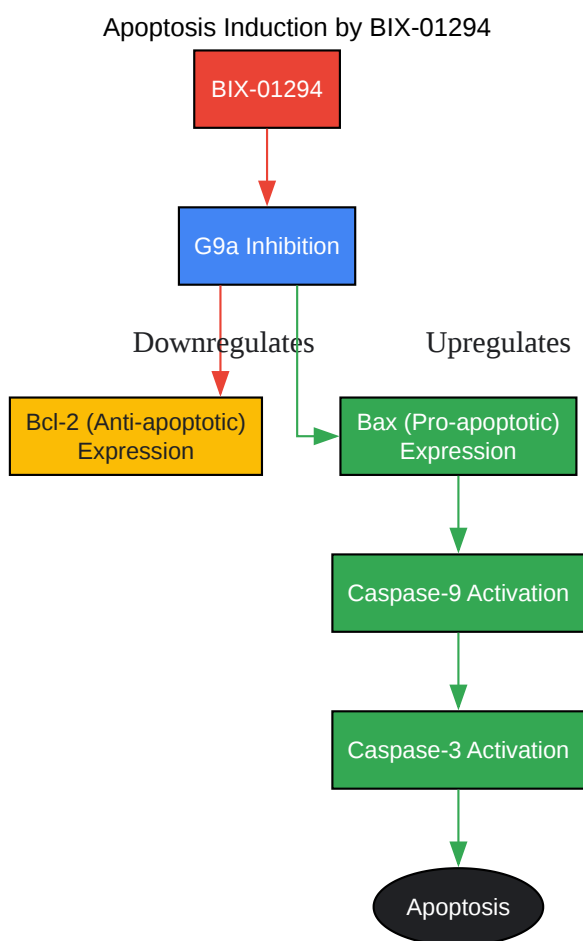 Apoptosis Induction by BIX-01294
BIX-01294
G9a Inhibition
Downregulates
Upregulates
Bcl-2 (Anti-apoptotic)
Expression
Bax (Pro-apoptotic)
Expression
Caspase-9 Activation
Caspase-3 Activation
Apoptosis